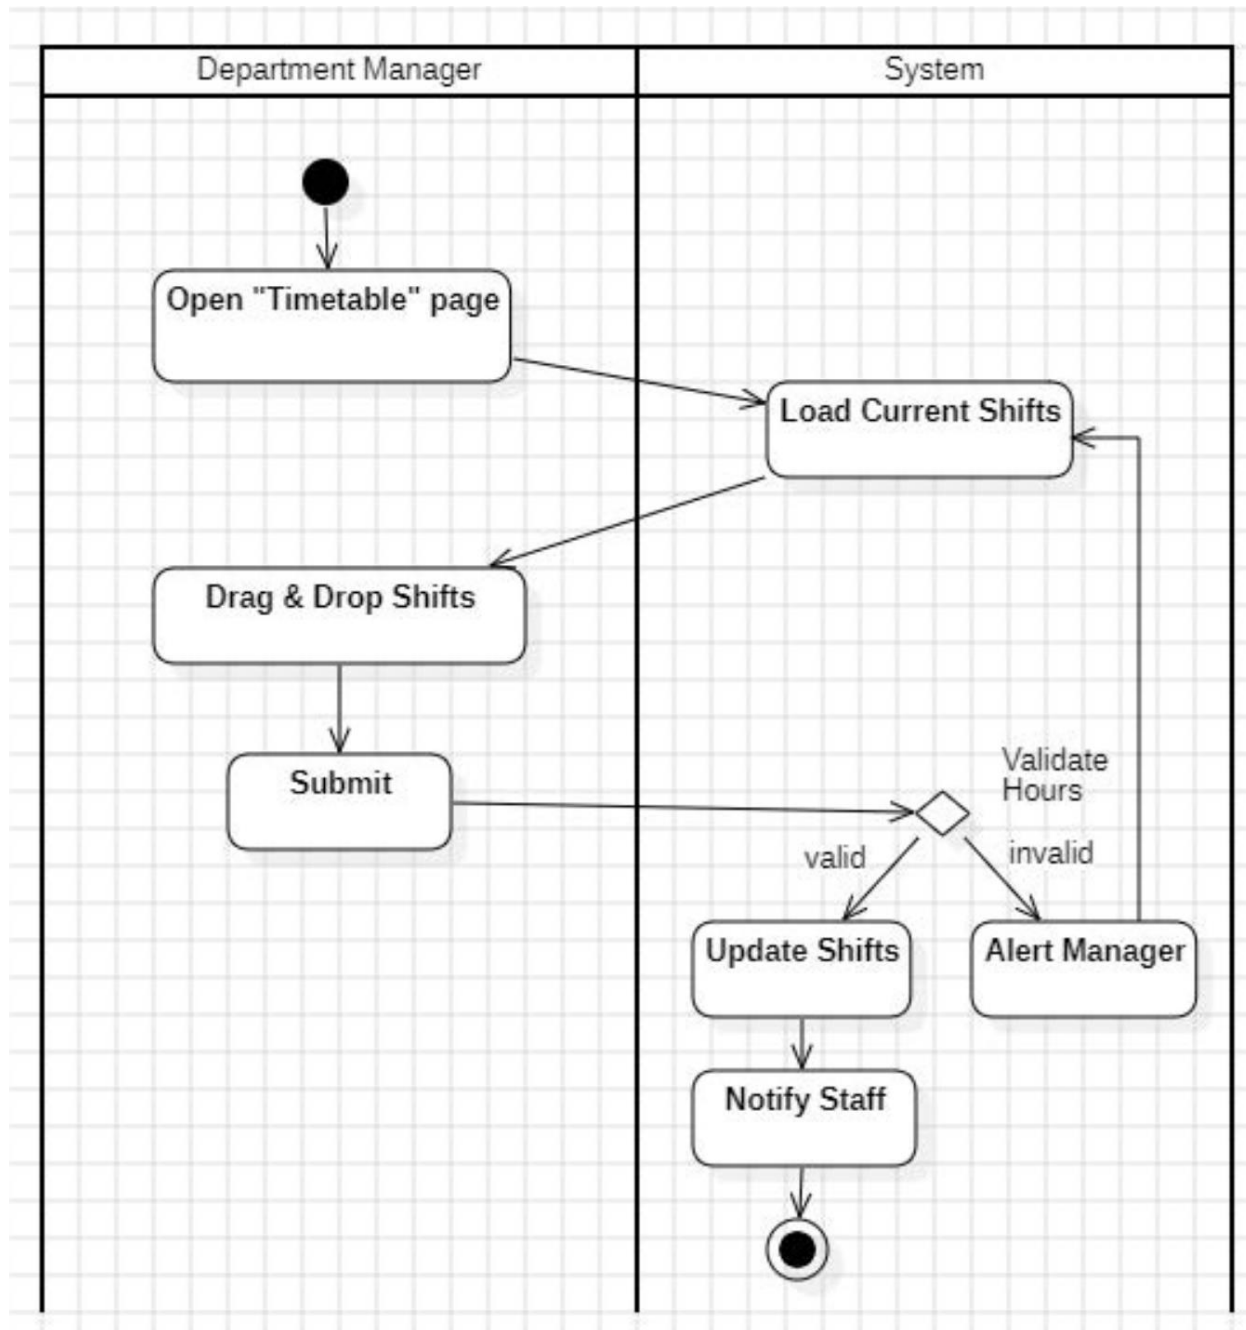 Department Manager
System
Open "Timetable" page
Load Current Shifts
Drag & Drop Shifts
Submit
Validate
Hours
valid
invalid
Update Shifts
Alert Manager
Notify Staff